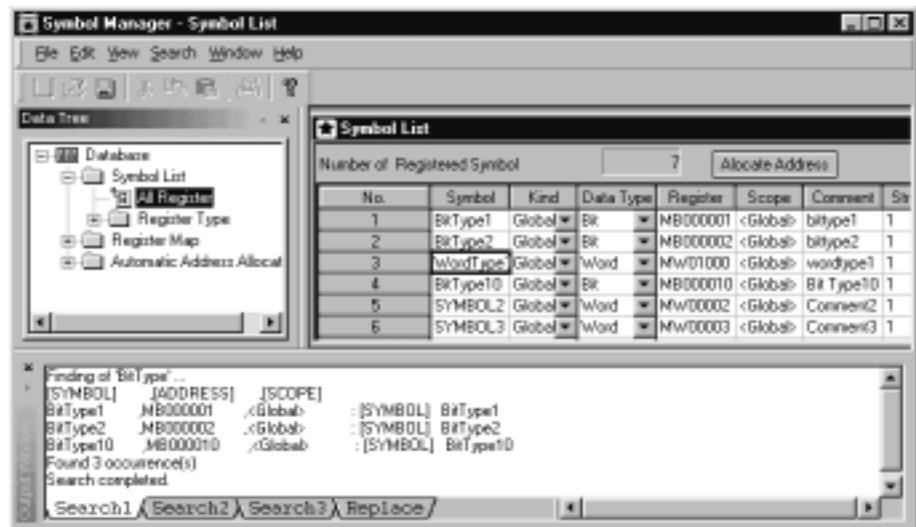 Symbol Manager - Symbol List
File Edit View Search Window Help
Data Tree
Database
Symbol List
All Register
Register Type
Register Map
Automatic Address Allocat
Symbol List
Number of Registered Symbol 7 Allocate Address
No. Symbol Kind Data Type Register Scope Comment Str
1 BitType1 Global Bit MB000001 <Global> bittype1 1
2 BitType2 Global Bit MB000002 <Global> bittype2 1
3 WordType Global Word MW01000 <Global> wordtype1 1
4 BitType10 Global Bit MB000010 <Global> Bit Type10 1
5 SYMBOL2 Global Word MW00002 <Global> Comment2 1
6 SYMBOL3 Global Word MW00003 <Global> Comment3 1
Finding of 'BitType'...
[SYMBOL] ,[ADDRESS] ,[SCOPE]
BitType1 ,MB000001 ,<Global> : [SYMBOL] BitType1
BitType2 ,MB000002 ,<Global> : [SYMBOL] BitType2
BitType10 ,MB000010 ,<Global> : [SYMBOL] BitType10
Found 3 occurrence(s)
Search completed.
Search1 Search2 Search3 Replace